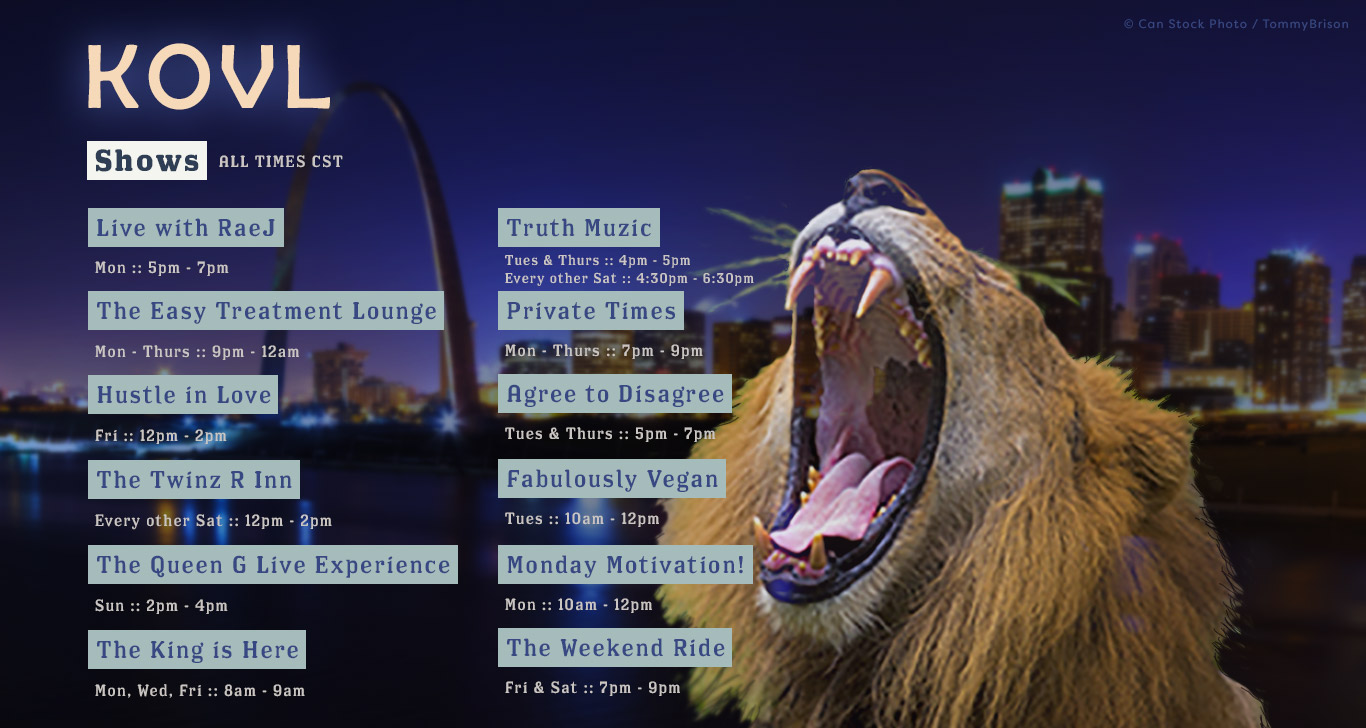 © Can Stock Photo / TommyBrison
KOVL
Shows ALL TIMES CST
Live with RaeJ
Mon :: 5pm - 7pm
The Easy Treatment Lounge
Mon - Thurs :: 9pm - 12am
Hustle in Love
Fri :: 12pm - 2pm
The Twinz R Inn
Every other Sat :: 12pm - 2pm
The Queen G Live Experience
Sun :: 2pm - 4pm
The King is Here
Mon, Wed, Fri :: 8am - 9am
Truth Muzic
Tues & Thurs :: 4pm - 5pm
Every other Sat :: 4:30pm - 6:30pm
Private Times
Mon - Thurs :: 7pm - 9pm
Agree to Disagree
Tues & Thurs :: 5pm - 7pm
Fabulously Vegan
Tues :: 10am - 12pm
Monday Motivation!
Mon :: 10am - 12pm
The Weekend Ride
Fri & Sat :: 7pm - 9pm